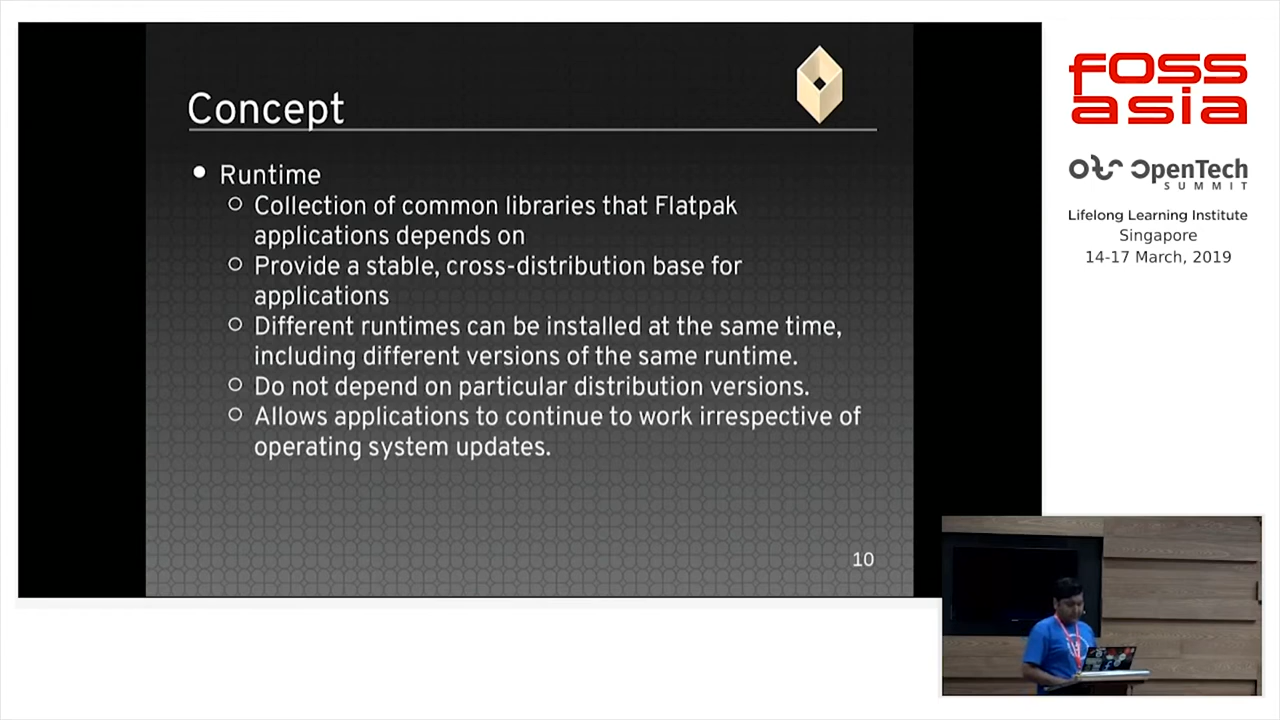 Concept
● Runtime
○ Collection of common libraries that Flatpak
applications depends on
○ Provide a stable, cross-distribution base for
applications
○ Different runtimes can be installed at the same time,
including different versions of the same runtime.
○ Do not depend on particular distribution versions.
○ Allows applications to continue to work irrespective of
operating system updates.
10
fOSS
asia
OpenTech
SUMMIT
Lifelong Learning Institute
Singapore
14-17 March, 2019